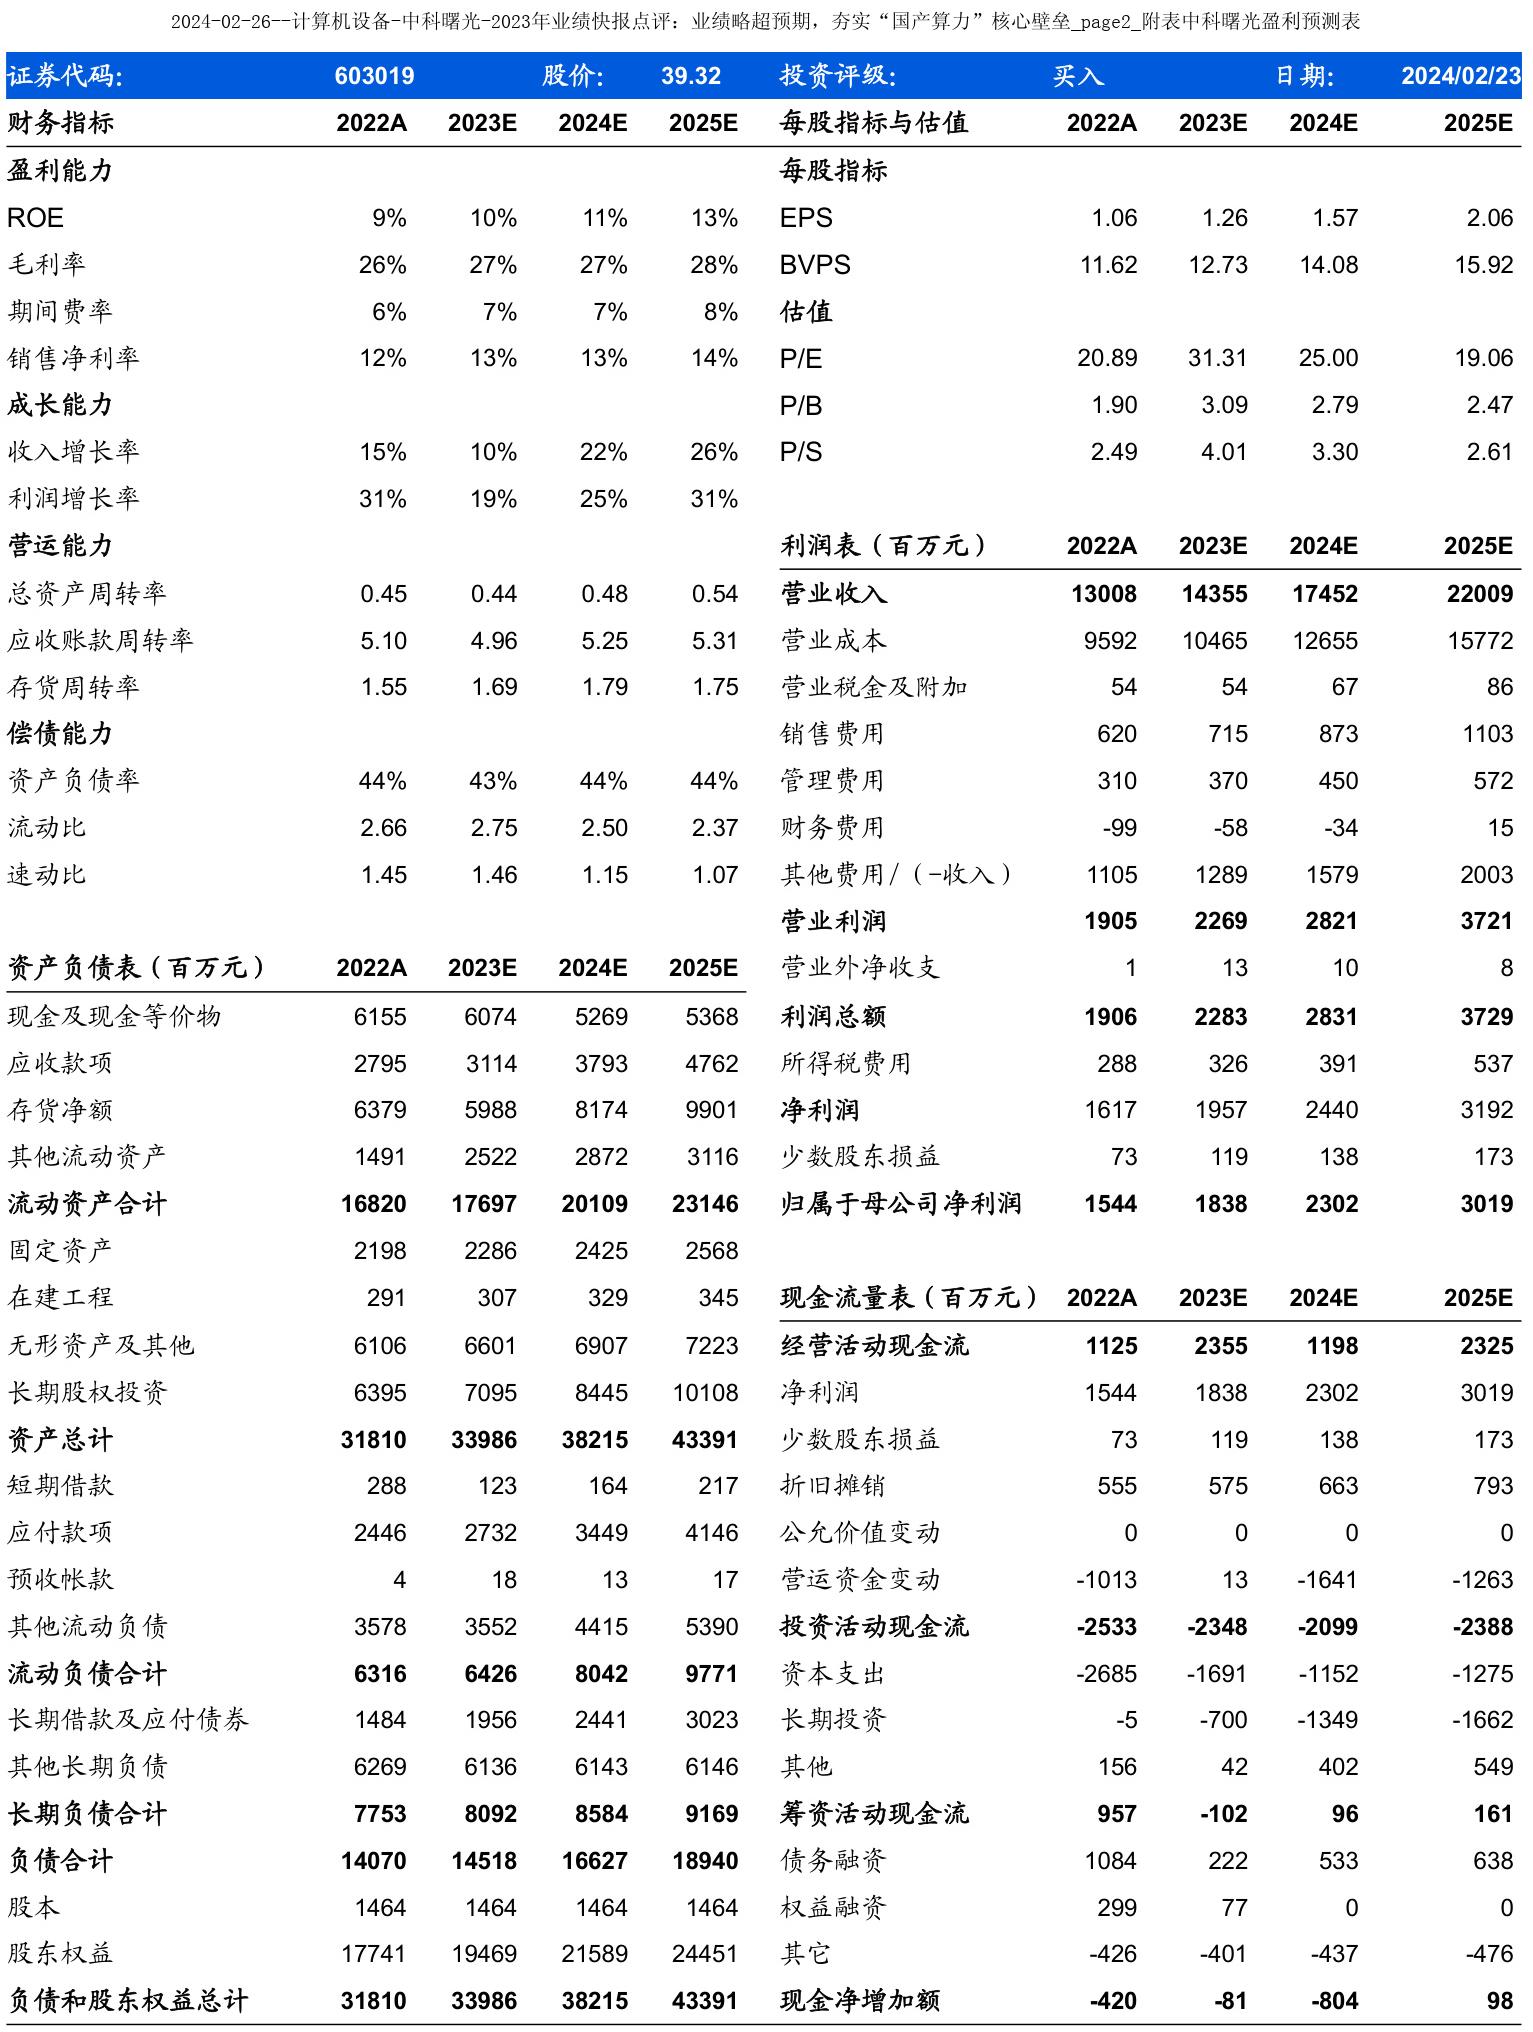 2024-02-26--计算机设备-中科曙光-2023年业绩快报点评：业绩略超预期，夯实“国产算力”核心壁垒_page2_附表中科曙光盈利预测表
证券代码: 603019 股价: 39.32 投资评级: 买入 日期: 2024/02/23
财务指标 2022A 2023E 2024E 2025E 每股指标与估值 2022A 2023E 2024E 2025E
盈利能力 每股指标
ROE 9% 10% 11% 13% EPS 1.06 1.26 1.57 2.06
毛利率 26% 27% 27% 28% BVPS 11.62 12.73 14.08 15.92
期间费率 6% 7% 7% 8% 估值
销售净利率 12% 13% 13% 14% P/E 20.89 31.31 25.00 19.06
成长能力 P/B 1.90 3.09 2.79 2.47
收入增长率 15% 10% 22% 26% P/S 2.49 4.01 3.30 2.61
利润增长率 31% 19% 25% 31%
营运能力 利润表（百万元） 2022A 2023E 2024E 2025E
总资产周转率 0.45 0.44 0.48 0.54 营业收入 13008 14355 17452 22009
应收账款周转率 5.10 4.96 5.25 5.31 营业成本 9592 10465 12655 15772
存货周转率 1.55 1.69 1.79 1.75 营业税金及附加 54 54 67 86
偿债能力 销售费用 620 715 873 1103
资产负债率 44% 43% 44% 44% 管理费用 310 370 450 572
流动比 2.66 2.75 2.50 2.37 财务费用 -99 -58 -34 15
速动比 1.45 1.46 1.15 1.07 其他费用/（-收入） 1105 1289 1579 2003
营业利润 1905 2269 2821 3721
资产负债表（百万元） 2022A 2023E 2024E 2025E 营业外净收支 1 13 10 8
现金及现金等价物 6155 6074 5269 5368 利润总额 1906 2283 2831 3729
应收款项 2795 3114 3793 4762 所得税费用 288 326 391 537
存货净额 6379 5988 8174 9901 净利润 1617 1957 2440 3192
其他流动资产 1491 2522 2872 3116 少数股东损益 73 119 138 173
流动资产合计 16820 17697 20109 23146 归属于母公司净利润 1544 1838 2302 3019
固定资产 2198 2286 2425 2568
在建工程 291 307 329 345 现金流量表（百万元） 2022A 2023E 2024E 2025E
无形资产及其他 6106 6601 6907 7223 经营活动现金流 1125 2355 1198 2325
长期股权投资 6395 7095 8445 10108 净利润 1544 1838 2302 3019
资产总计 31810 33986 38215 43391 少数股东损益 73 119 138 173
短期借款 288 123 164 217 折旧摊销 555 575 663 793
应付款项 2446 2732 3449 4146 公允价值变动 0 0 0 0
预收帐款 4 18 13 17 营运资金变动 -1013 13 -1641 -1263
其他流动负债 3578 3552 4415 5390 投资活动现金流 -2533 -2348 -2099 -2388
流动负债合计 6316 6426 8042 9771 资本支出 -2685 -1691 -1152 -1275
长期借款及应付债券 1484 1956 2441 3023 长期投资 -5 -700 -1349 -1662
其他长期负债 6269 6136 6143 6146 其他 156 42 402 549
长期负债合计 7753 8092 8584 9169 筹资活动现金流 957 -102 96 161
负债合计 14070 14518 16627 18940 债务融资 1084 222 533 638
股本 1464 1464 1464 1464 权益融资 299 77 0 0
股东权益 17741 19469 21589 24451 其它 -426 -401 -437 -476
负债和股东权益总计 31810 33986 38215 43391 现金净增加额 -420 -81 -804 98